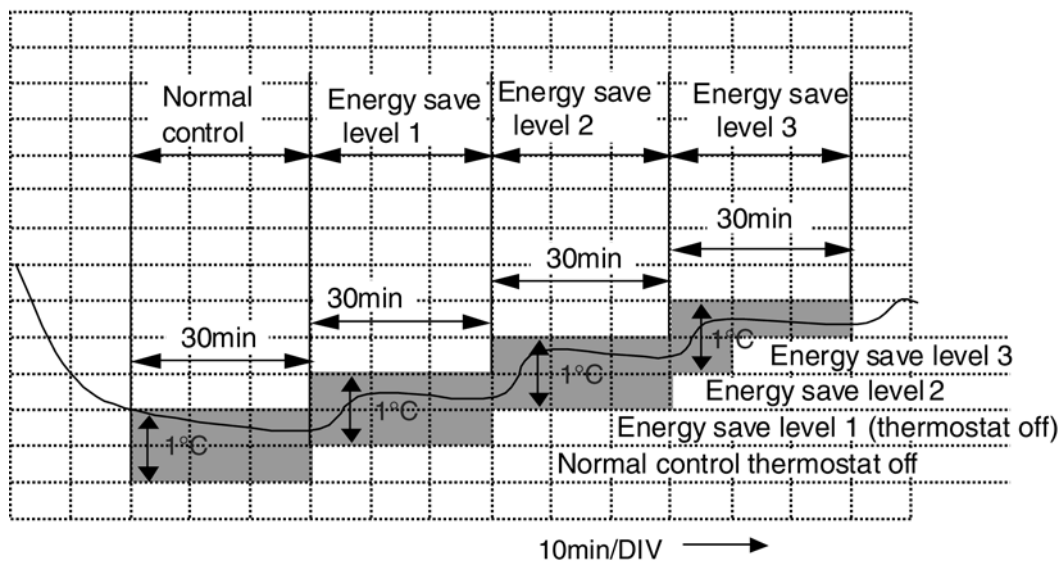 Normal
control
Energy save
level 1
Energy save
level 2
Energy save
level 3
30min
30min
30min
30min
1°C
1°C
1°C
1°C
Energy save level 3
Energy save level 2
Energy save level 1 (thermostat off)
Normal control thermostat off
10min/DIV